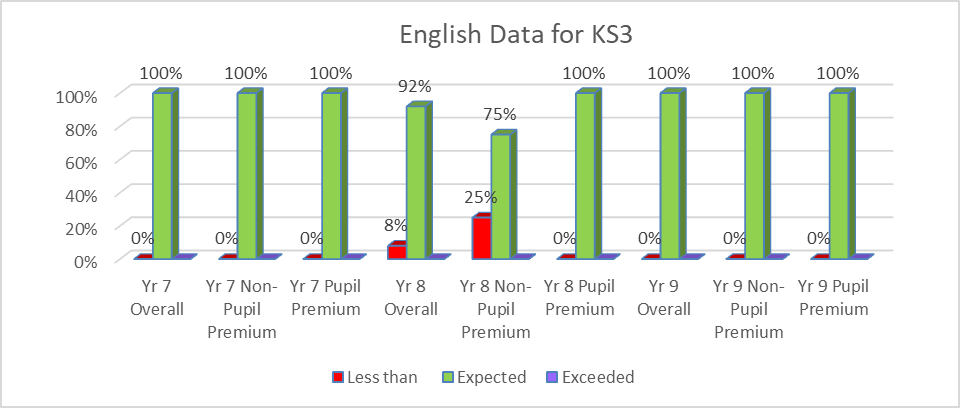 English Data for KS3
100% 100% 100% 92% 75% 100% 100% 100% 100%
100%
80%
60%
40%
20%
0%
0% 0% 0% 8% 25% 0% 0% 0% 0%
Yr 7 Overall
Yr 7 Non-Pupil Premium
Yr 7 Pupil Premium
Yr 8 Overall
Yr 8 Non-Pupil Premium
Yr 8 Pupil Premium
Yr 9 Overall
Yr 9 Non-Pupil Premium
Yr 9 Pupil Premium
Less than Expected Exceeded